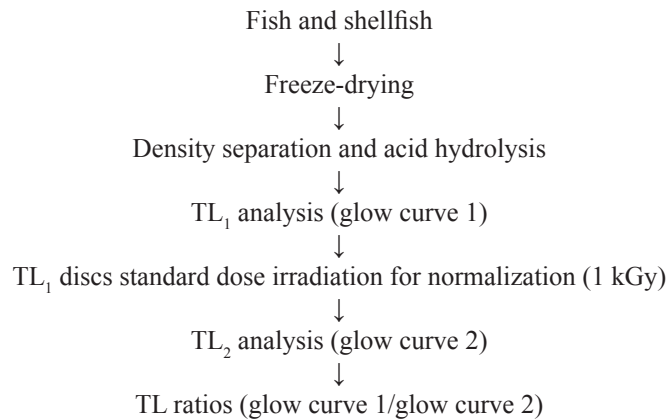 Fish and shellfish
↓
Freeze-drying
↓
Density separation and acid hydrolysis
↓
TL₁ analysis (glow curve 1)
↓
TL₁ discs standard dose irradiation for normalization (1 kGy)
↓
TL₂ analysis (glow curve 2)
↓
TL ratios (glow curve 1/glow curve 2)